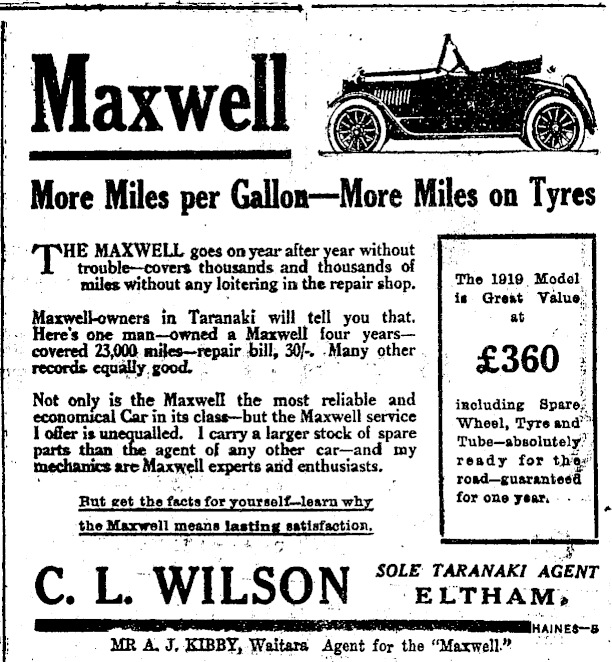 Maxwell
More Miles per Gallon—More Miles on Tyres
THE MAXWELL goes on year after year without
trouble—covers thousands and thousands of
miles without any loitering in the repair shop.
Maxwell-owners in Taranaki will tell you that.
Here's one man—owned a Maxwell four years—
covered 23,000 miles—repair bill, 30/-. Many other
records equally good.
Not only is the Maxwell the most reliable and
economical Car in its class—but the Maxwell service
I offer is unequalled. I carry a larger stock of spare
parts than the agent of any other car—and my
mechanics are Maxwell experts and enthusiasts.
But get the facts for yourself—learn why
the Maxwell means lasting satisfaction.
The 1919 Model
is Great Value
at
£360
including Spare
Wheel, Tyre and
Tube—absolutely
ready for the
road—guaranteed
for one year.
C. L. WILSON
SOLE TARANAKI AGENT
ELTHAM.
HAINES—5
MR A. J. KIBBY, Waitara Agent for the "Maxwell."